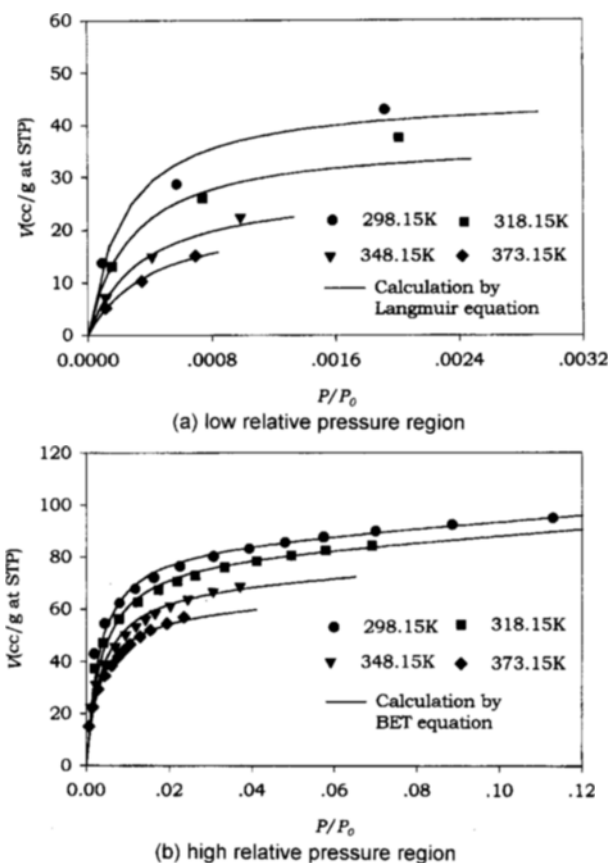 60
50
40
30
20
10
0
V(cc/g at STP)
298.15K
318.15K
348.15K
373.15K
Calculation by
Langmuir equation
0.0000 .0008 .0016 .0024 .0032
P/P0
(a) low relative pressure region
120
100
80
60
40
20
0
V(cc/g at STP)
298.15K
318.15K
348.15K
373.15K
Calculation by
BET equation
0.00 .02 .04 .06 .08 .10 .12
P/P0
(b) high relative pressure region